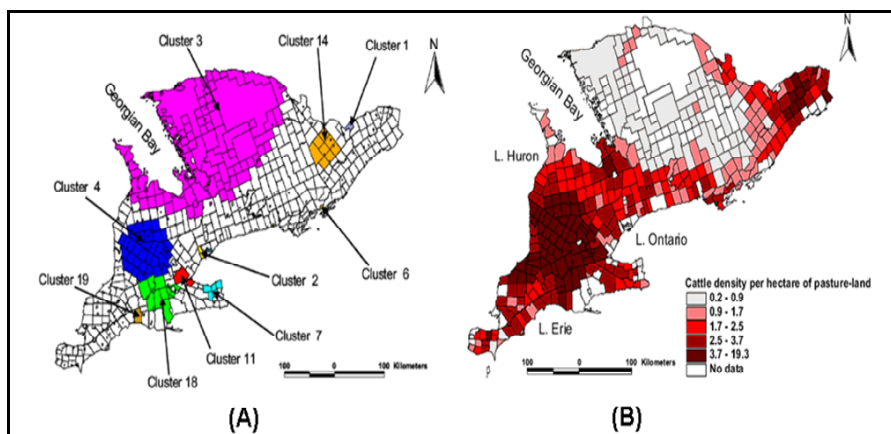 Cluster 3
Cluster 14
Cluster 1
N
Georgian Bay
Cluster 4
Cluster 19
Cluster 2
Cluster 6
Cluster 7
Cluster 11
Cluster 18
100 0 100 Kilometers
(A)
N
Georgian Bay
L. Huron
L. Ontario
L. Erie
Cattle density per hectare of pasture-land
0.2 - 0.9
0.9 - 1.7
1.7 - 2.5
2.5 - 3.7
3.7 - 19.3
No data
100 0 100 Kilometers
(B)